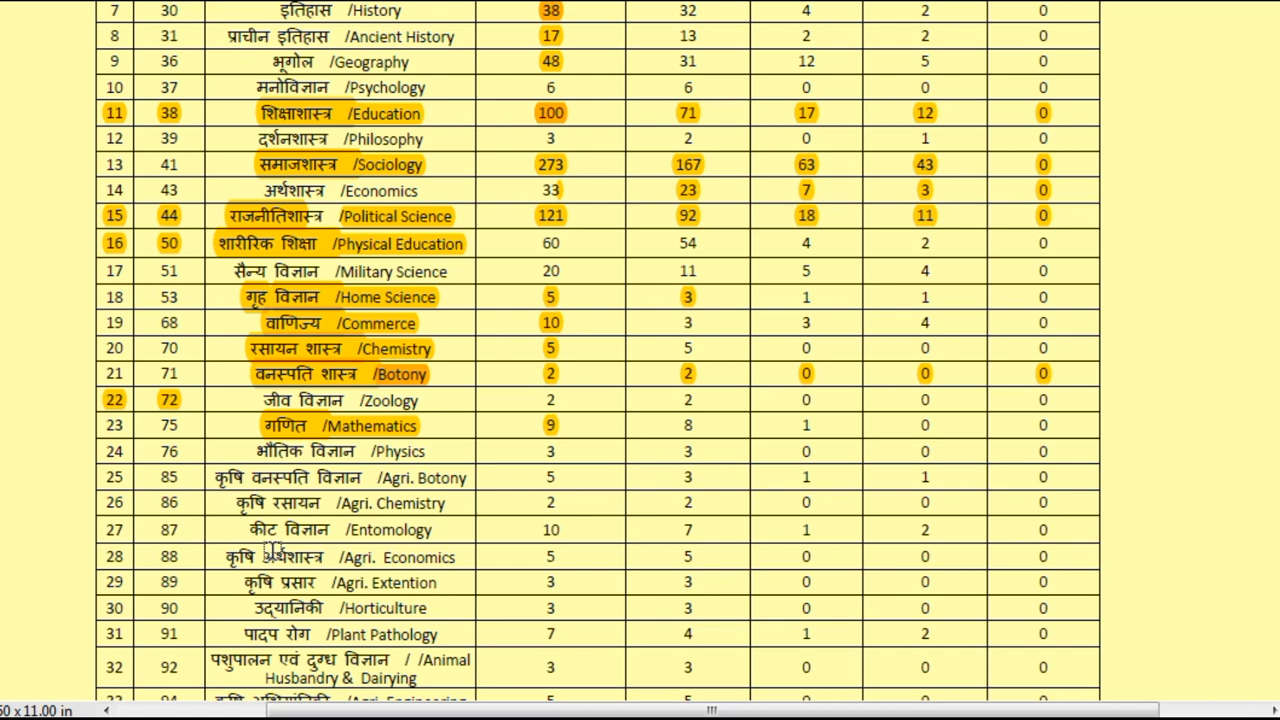 7 30 इतिहास /History 38 32 4 2 0
8 31 प्राचीन इतिहास /Ancient History 17 13 2 2 0
9 36 भूगोल /Geography 48 31 12 5 0
10 37 मनोविज्ञान /Psychology 6 6 0 0 0
11 38 शिक्षाशास्त्र /Education 100 71 17 12 0
12 39 दर्शनशास्त्र /Philosophy 3 2 0 1 0
13 41 समाजशास्त्र /Sociology 273 167 63 43 0
14 43 अर्थशास्त्र /Economics 33 23 7 3 0
15 44 राजनीतिशास्त्र /Political Science 121 92 18 11 0
16 50 शारीरिक शिक्षा /Physical Education 60 54 4 2 0
17 51 सैन्य विज्ञान /Military Science 20 11 5 4 0
18 53 गृह विज्ञान /Home Science 5 3 1 1 0
19 68 वाणिज्य /Commerce 10 3 3 4 0
20 70 रसायन शास्त्र /Chemistry 5 5 0 0 0
21 71 वनस्पति शास्त्र /Botony 2 2 0 0 0
22 72 जीव विज्ञान /Zoology 2 2 0 0 0
23 75 गणित /Mathematics 9 8 1 0 0
24 76 भौतिक विज्ञान /Physics 3 3 0 0 0
25 85 कृषि वनस्पति विज्ञान /Agri. Botony 5 3 1 1 0
26 86 कृषि रसायन /Agri. Chemistry 2 2 0 0 0
27 87 कीट विज्ञान /Entomology 10 7 1 2 0
28 88 कृषि अर्थशास्त्र /Agri. Economics 5 5 0 0 0
29 89 कृषि प्रसार /Agri. Extention 3 3 0 0 0
30 90 उद्यानिकी /Horticulture 3 3 0 0 0
31 91 पादप रोग /Plant Pathology 7 4 1 2 0
32 92 पशुपालन एवं दुग्ध विज्ञान / /Animal 3 3 0 0 0
Husbandry & Dairying
x 11.00 in